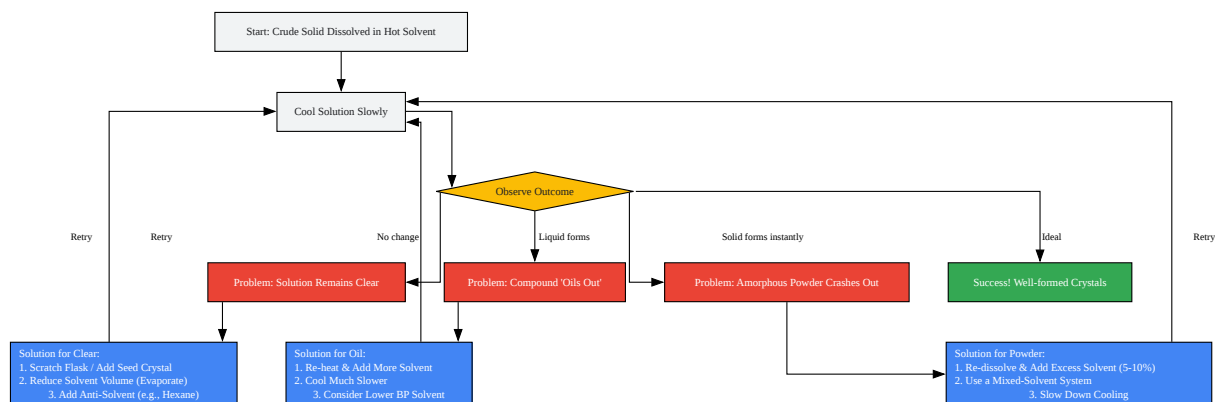 Start: Crude Solid Dissolved in Hot Solvent
Cool Solution Slowly
Observe Outcome
Retry
Retry
No change
Liquid forms
Solid forms instantly
Ideal
Retry
Problem: Solution Remains Clear
Problem: Compound 'Oils Out'
Problem: Amorphous Powder Crashes Out
Success! Well-formed Crystals
Solution for Clear:
1. Scratch Flask / Add Seed Crystal
2. Reduce Solvent Volume (Evaporate)
3. Add Anti-Solvent (e.g., Hexane)
Solution for Oil:
1. Re-heat & Add More Solvent
2. Cool Much Slower
3. Consider Lower BP Solvent
Solution for Powder:
1. Re-dissolve & Add Excess Solvent (5-10%)
2. Use a Mixed-Solvent System
3. Slow Down Cooling